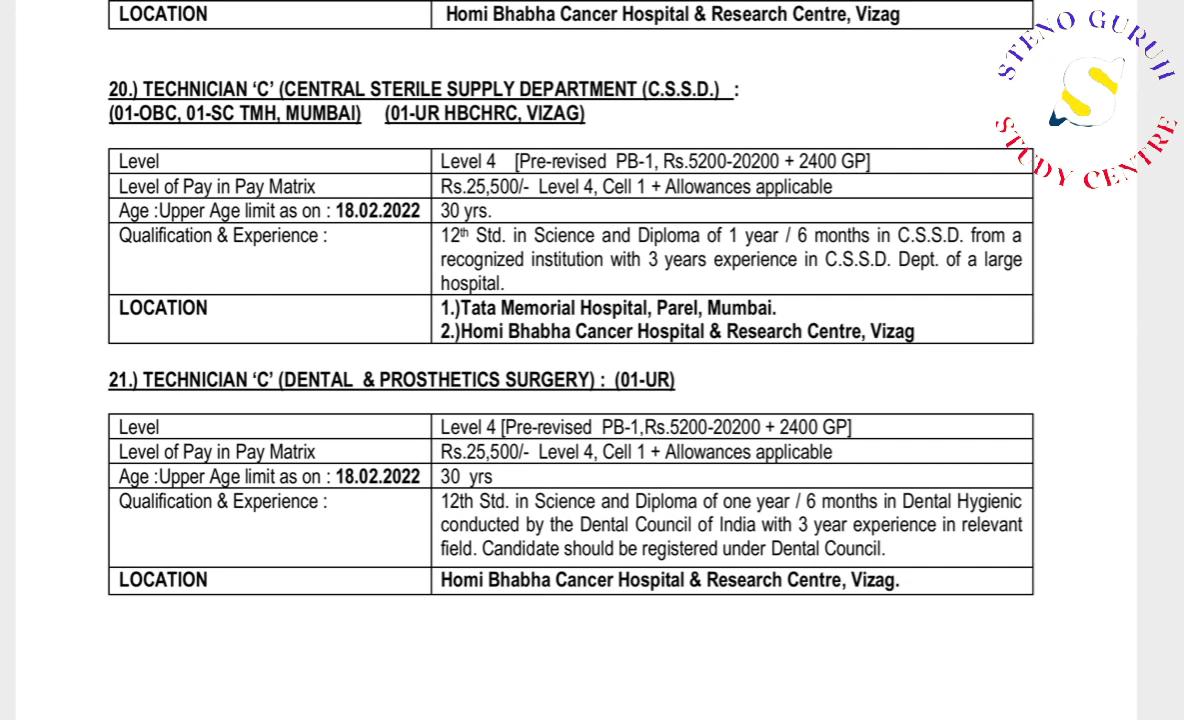 LOCATION Homi Bhabha Cancer Hospital & Research Centre, Vizag
STENO GURUJI
STUDY CENTRE
S
20.) TECHNICIAN ‘C’ (CENTRAL STERILE SUPPLY DEPARTMENT (C.S.S.D.) :
(01-OBC, 01-SC TMH, MUMBAI) (01-UR HBCHRC, VIZAG)
Level Level 4 [Pre-revised PB-1, Rs.5200-20200 + 2400 GP]
Level of Pay in Pay Matrix Rs.25,500/- Level 4, Cell 1 + Allowances applicable
Age :Upper Age limit as on : 18.02.2022 30 yrs.
Qualification & Experience : 12th Std. in Science and Diploma of 1 year / 6 months in C.S.S.D. from a
recognized institution with 3 years experience in C.S.S.D. Dept. of a large
hospital.
LOCATION 1.)Tata Memorial Hospital, Parel, Mumbai.
2.)Homi Bhabha Cancer Hospital & Research Centre, Vizag
21.) TECHNICIAN ‘C’ (DENTAL & PROSTHETICS SURGERY) : (01-UR)
Level Level 4 [Pre-revised PB-1,Rs.5200-20200 + 2400 GP]
Level of Pay in Pay Matrix Rs.25,500/- Level 4, Cell 1 + Allowances applicable
Age :Upper Age limit as on : 18.02.2022 30 yrs
Qualification & Experience : 12th Std. in Science and Diploma of one year / 6 months in Dental Hygienic
conducted by the Dental Council of India with 3 year experience in relevant
field. Candidate should be registered under Dental Council.
LOCATION Homi Bhabha Cancer Hospital & Research Centre, Vizag.